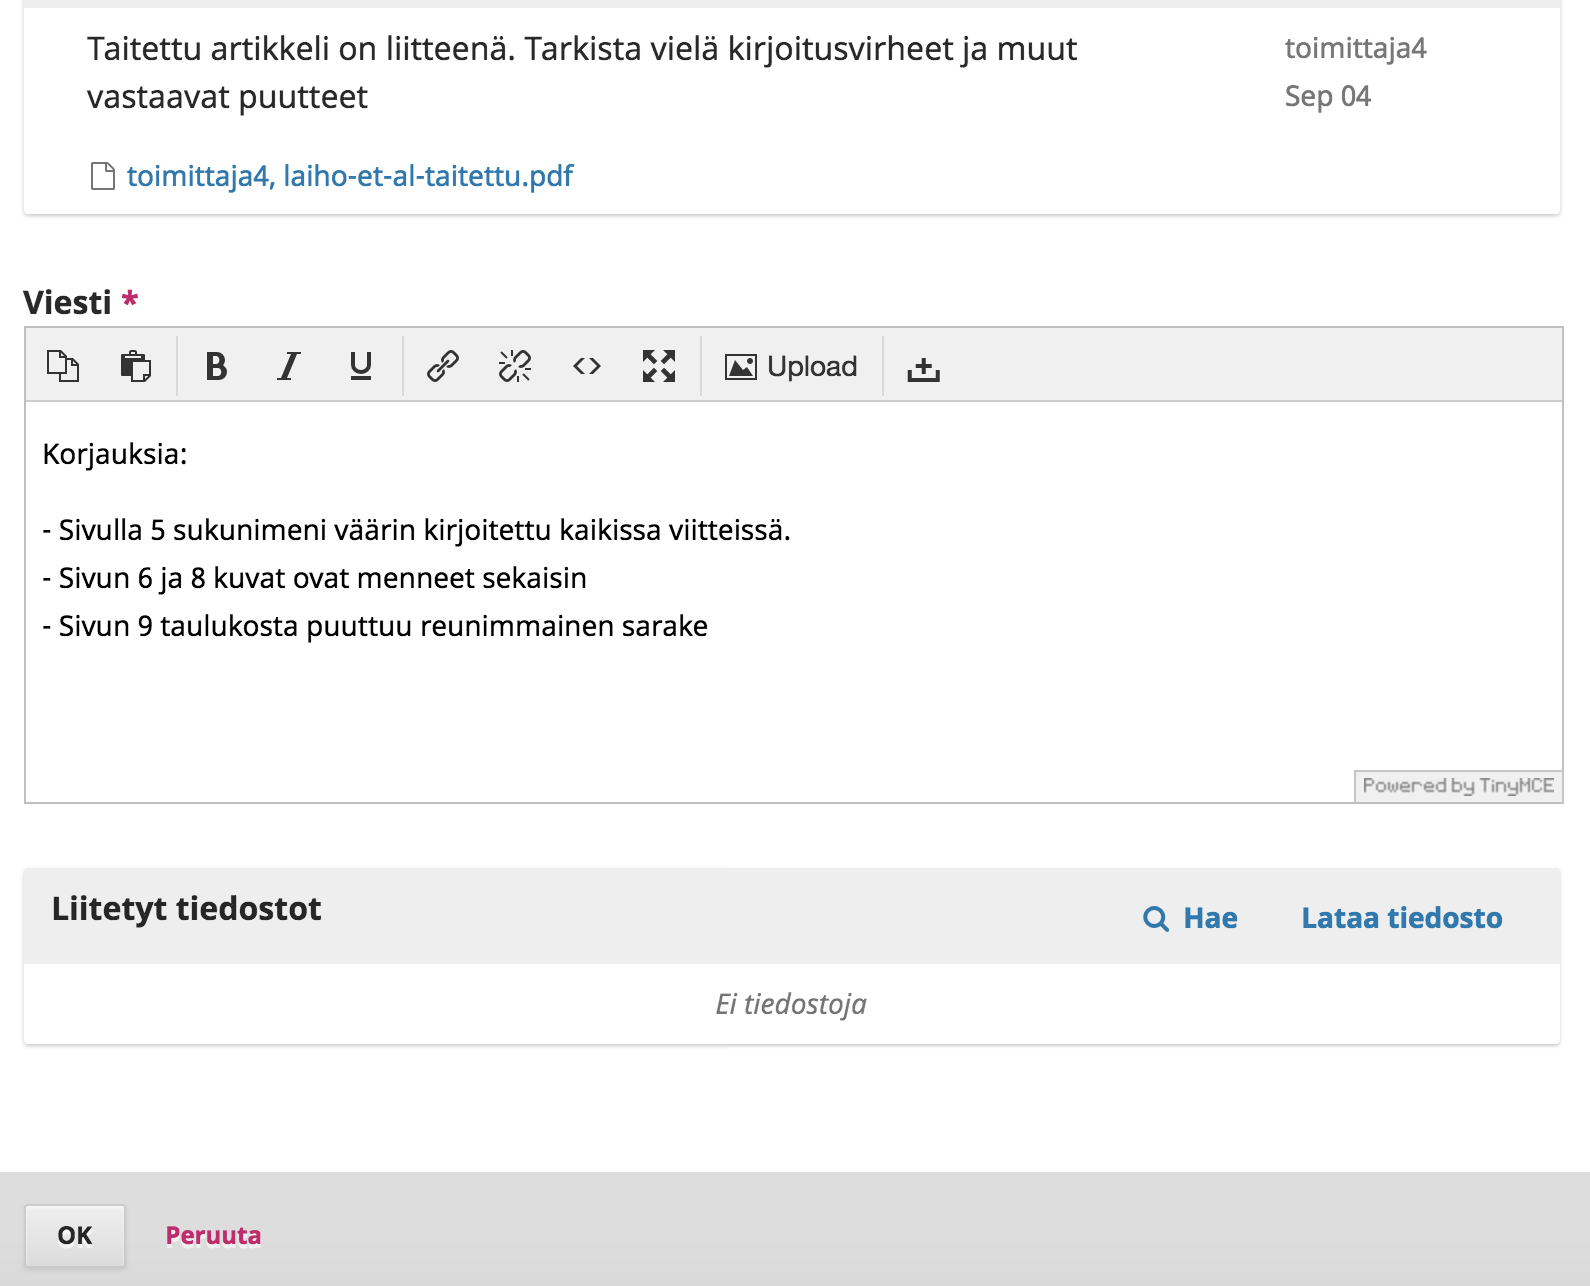 Taitettu artikkeli on liitteenä. Tarkista vielä kirjoitusvirheet ja muut
vastaavat puutteet
toimittaja4
Sep 04
toimittaja4, laiho-et-al-taitettu.pdf
Viesti *
B I U <> Upload
Korjauksia:
- Sivulla 5 sukunimeni väärin kirjoitettu kaikissa viitteissä.
- Sivun 6 ja 8 kuvat ovat menneet sekaisin
- Sivun 9 taulukosta puuttuu reunimmainen sarake
Powered by TinyMCE
Liitetyt tiedostot
Hae
Lataa tiedosto
Ei tiedostoja
OK
Peruuta